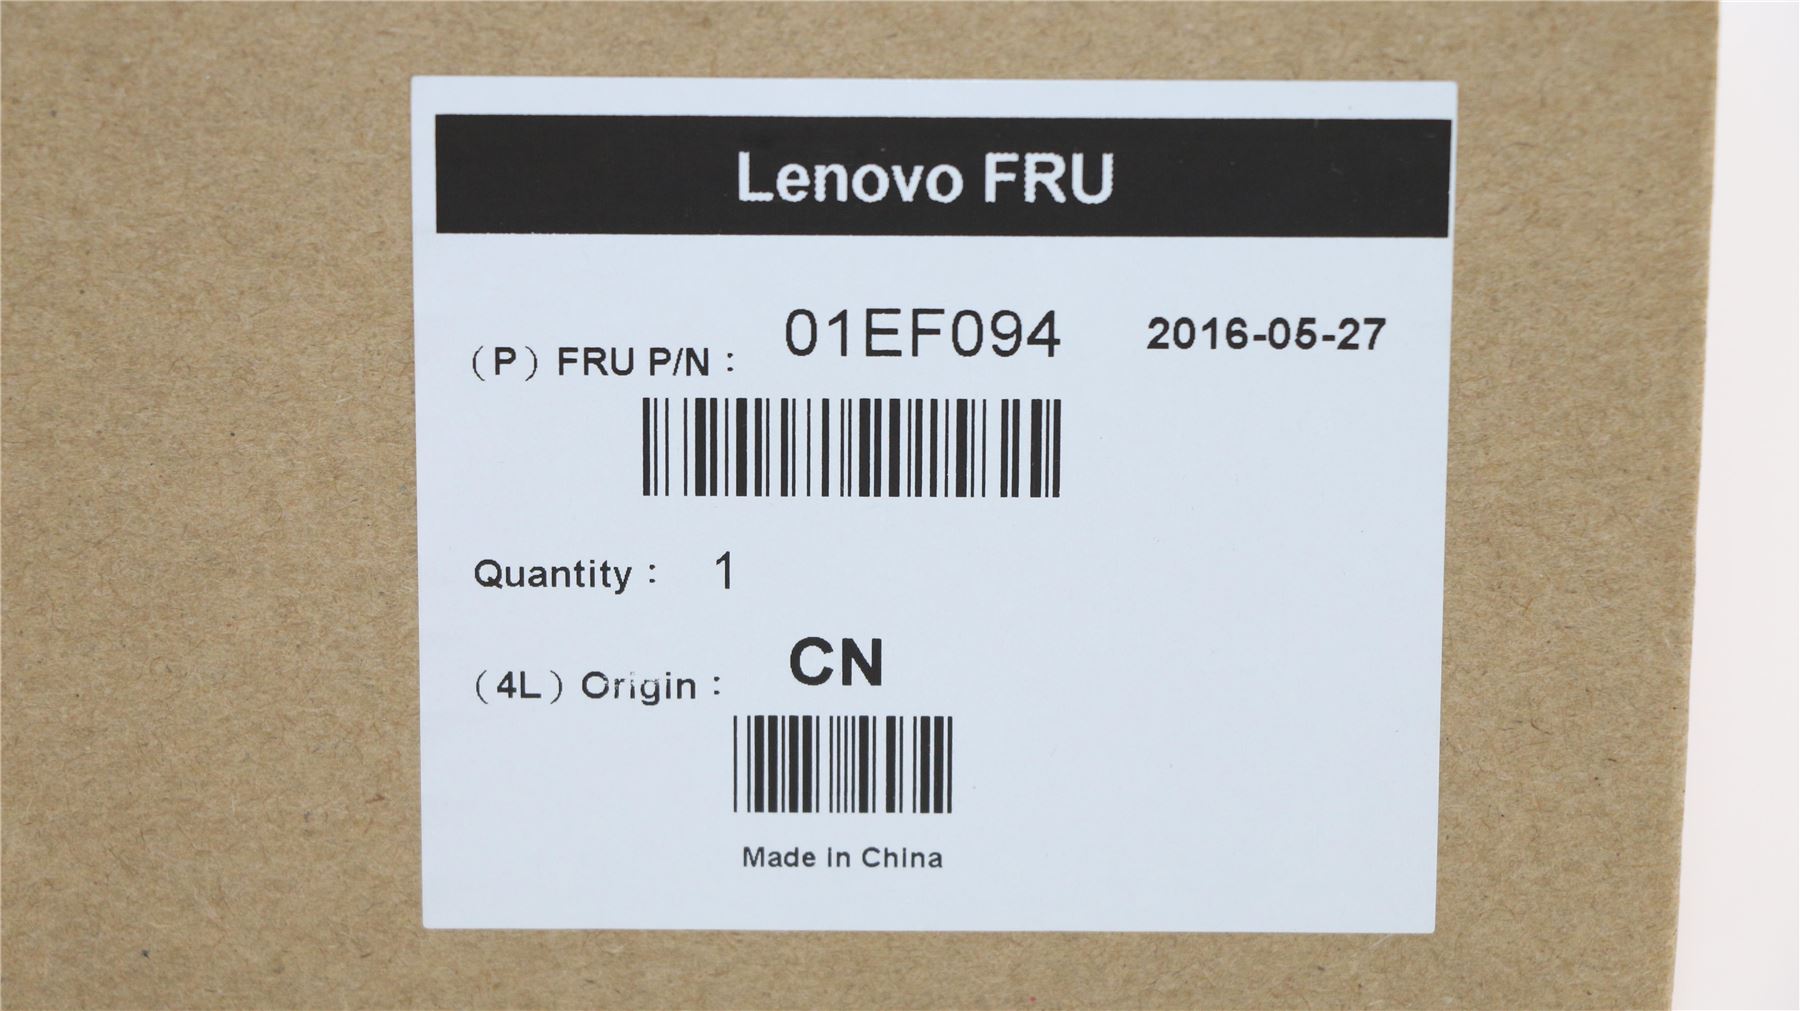 Lenovo FRU
(P) FRU P/N : 01EF094 2016-05-27
Quantity : 1
(4L) Origin : CN
Made in China